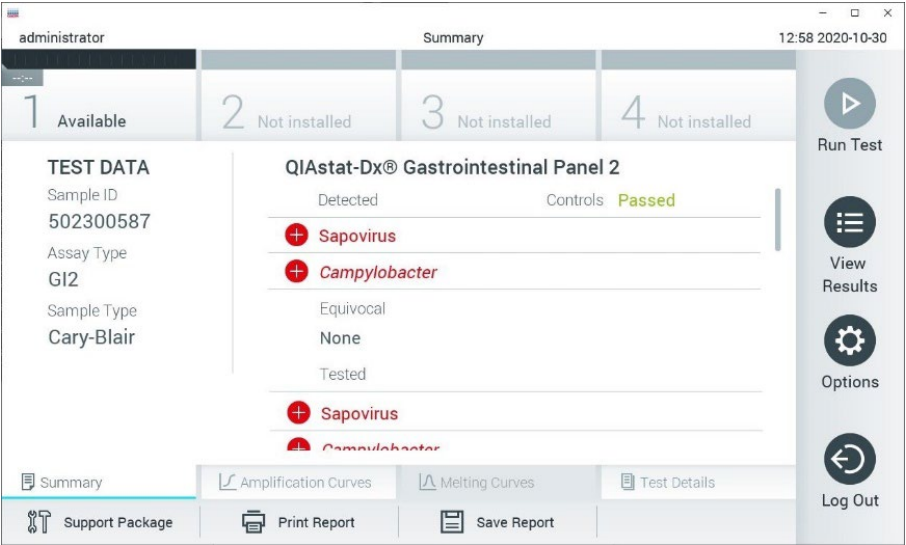 administrator Summary 12:58 2020-10-30
--:--
1 Available 2 Not installed 3 Not installed 4 Not installed
Run Test
TEST DATA
Sample ID
502300587
Assay Type
GI2
Sample Type
Cary-Blair
QIAstat-Dx® Gastrointestinal Panel 2
Detected Controls Passed
Sapovirus
Campylobacter
Equivocal
None
Tested
Sapovirus
Campylobacter
View
Results
Options
Log Out
Summary Amplification Curves Melting Curves Test Details
Support Package Print Report Save Report